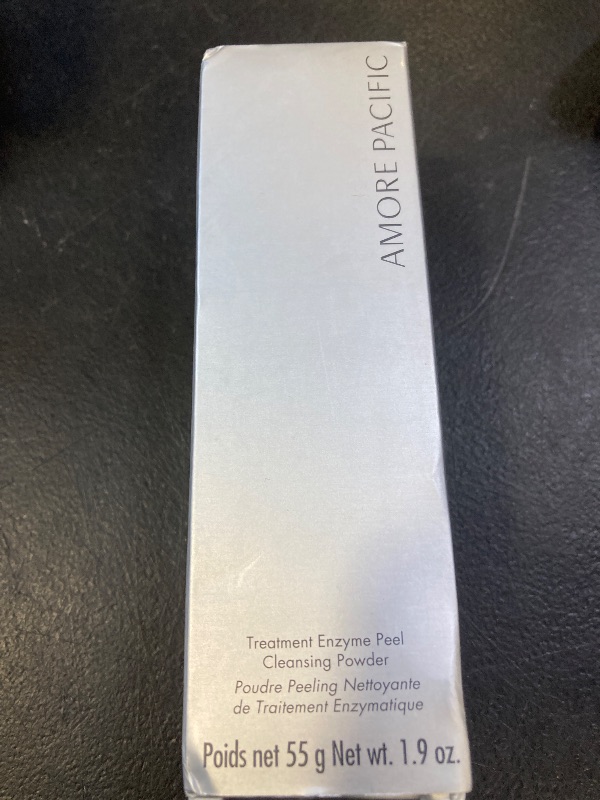 AMORE PACIFIC
Treatment Enzyme Peel
Cleansing Powder
Poudre Peeling Nettoyante
de Traitement Enzymatique
Poids net 55 g Net wt. 1.9 oz.